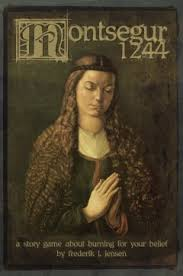 Montsegur
1244
a story game about burning for your belief
by frederik j. jensen